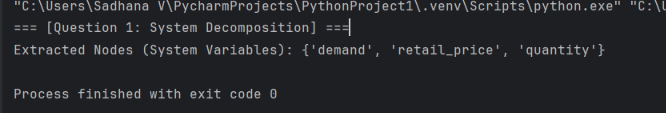 "C:\Users\Sadhana V\PycharmProjects\PythonProject1\.venv\Scripts\python.exe" "C:\U
=== [Question 1: System Decomposition] ===
Extracted Nodes (System Variables): {'demand', 'retail_price', 'quantity'}
Process finished with exit code 0